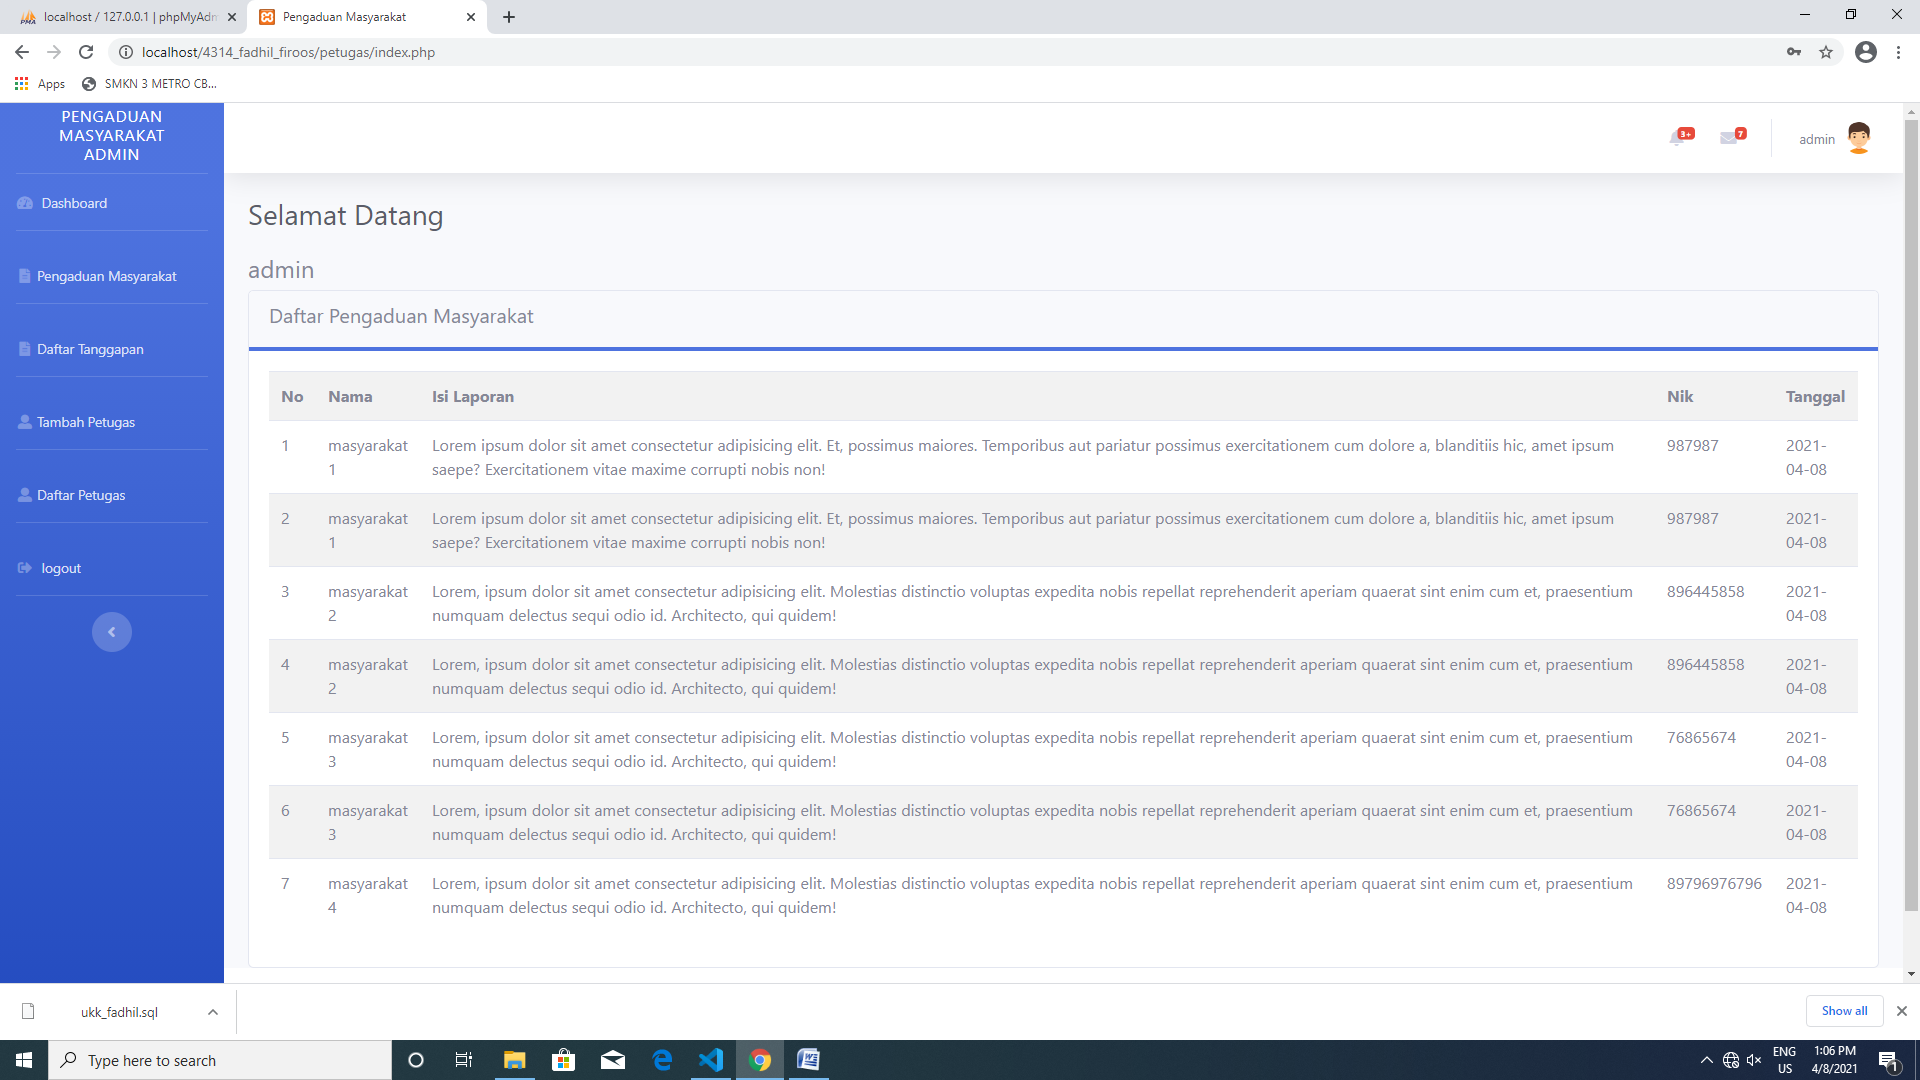 localhost / 127.0.0.1 | phpMyAdm
Pengaduan Masyarakat
localhost/4314_fadhil_firoos/petugas/index.php
Apps
SMKN 3 METRO CB...
PENGADUAN
MASYARAKAT
ADMIN
3+
7
admin
Dashboard
Pengaduan Masyarakat
Daftar Tanggapan
Tambah Petugas
Daftar Petugas
logout
Selamat Datang
admin
Daftar Pengaduan Masyarakat
No Nama Isi Laporan Nik Tanggal
1 masyarakat Lorem ipsum dolor sit amet consectetur adipisicing elit. Et, possimus maiores. Temporibus aut pariatur possimus exercitationem cum dolore a, blanditiis hic, amet ipsum 987987 2021-
1 saepe? Exercitationem vitae maxime corrupti nobis non! 04-08
2 masyarakat Lorem ipsum dolor sit amet consectetur adipisicing elit. Et, possimus maiores. Temporibus aut pariatur possimus exercitationem cum dolore a, blanditiis hic, amet ipsum 987987 2021-
1 saepe? Exercitationem vitae maxime corrupti nobis non! 04-08
3 masyarakat Lorem, ipsum dolor sit amet consectetur adipisicing elit. Molestias distinctio voluptas expedita nobis repellat reprehenderit aperiam quaerat sint enim cum et, praesentium 896445858 2021-
2 numquam delectus sequi odio id. Architecto, qui quidem! 04-08
4 masyarakat Lorem, ipsum dolor sit amet consectetur adipisicing elit. Molestias distinctio voluptas expedita nobis repellat reprehenderit aperiam quaerat sint enim cum et, praesentium 896445858 2021-
2 numquam delectus sequi odio id. Architecto, qui quidem! 04-08
5 masyarakat Lorem, ipsum dolor sit amet consectetur adipisicing elit. Molestias distinctio voluptas expedita nobis repellat reprehenderit aperiam quaerat sint enim cum et, praesentium 76865674 2021-
3 numquam delectus sequi odio id. Architecto, qui quidem! 04-08
6 masyarakat Lorem, ipsum dolor sit amet consectetur adipisicing elit. Molestias distinctio voluptas expedita nobis repellat reprehenderit aperiam quaerat sint enim cum et, praesentium 76865674 2021-
3 numquam delectus sequi odio id. Architecto, qui quidem! 04-08
7 masyarakat Lorem, ipsum dolor sit amet consectetur adipisicing elit. Molestias distinctio voluptas expedita nobis repellat reprehenderit aperiam quaerat sint enim cum et, praesentium 89796976796 2021-
4 numquam delectus sequi odio id. Architecto, qui quidem! 04-08
ukk_fadhil.sql
Show all
Type here to search
ENG
US
1:06 PM
4/8/2021
1